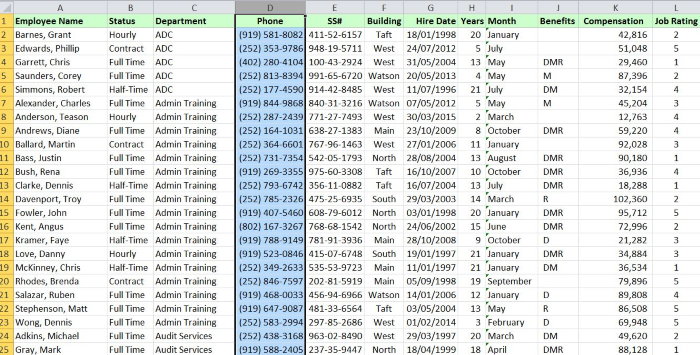 A B C D E F G H I J K L
1 Employee Name Status Department Phone SS# Building Hire Date Years Month Benefits Compensation Job Rating
2 Barnes, Grant Hourly ADC (919) 581-8082 411-52-6157 Taft 18/01/1998 20 January 42,816 2
3 Edwards, Phillip Contract ADC (252) 353-9786 948-19-5711 West 24/07/2013 5 July 51,048 5
4 Garrett, Chris Full Time ADC (402) 280-4104 100-43-2924 West 31/05/2004 13 May DMR 29,460 1
5 Saunders, Corey Full Time ADC (252) 813-8394 991-65-6720 Watson 20/05/2013 4 May M 87,396 2
6 Simmons, Robert Half-Time ADC (252) 177-4590 914-42-8485 West 11/07/1996 21 July DM 32,154 4
7 Alexander, Charles Full Time Admin Training (919) 844-9868 840-31-3216 Watson 07/05/2012 5 May M 45,204 3
8 Anderson, Teason Hourly Admin Training (252) 287-2439 771-27-7493 West 30/03/2015 2 March 12,763 4
9 Andrews, Diane Full Time Admin Training (252) 164-1031 638-27-1383 Main 23/10/2009 8 October DMR 59,220 4
10 Ballard, Martin Contract Admin Training (252) 364-6601 767-96-1463 West 27/01/2006 11 January 92,028 3
11 Bass, Justin Full Time Admin Training (252) 731-7354 542-05-1793 North 28/08/2004 13 August DMR 90,180 1
12 Bush, Rena Full Time Admin Training (919) 269-3355 975-60-3308 Taft 16/10/2007 10 October DMR 36,936 4
13 Clarke, Dennis Half-Time Admin Training (252) 793-6742 356-11-0882 Taft 16/07/2004 13 July DMR 18,288 1
14 Davenport, Troy Full Time Admin Training (252) 785-2326 475-25-6935 South 29/03/2003 14 March R 102,360 2
15 Fowler, John Full Time Admin Training (919) 407-5460 608-79-6012 North 03/01/1998 20 January DMR 95,712 5
16 Kent, Angus Full Time Admin Training (802) 167-3267 768-68-1542 North 24/06/2002 15 June DMR 72,996 2
17 Kramer, Faye Half-Time Admin Training (919) 788-9149 781-91-3936 Main 28/10/2008 9 October D 21,282 3
18 Love, Danny Hourly Admin Training (919) 523-0846 415-07-6748 South 19/01/1997 21 January DMR 34,884 3
19 McKinney, Chris Half-Time Admin Training (252) 349-2633 535-53-9723 Main 11/01/1997 21 January DM 36,534 1
20 Rhodes, Brenda Contract Admin Training (252) 846-7597 202-81-5919 Main 05/09/1998 19 September 79,896 5
21 Salazar, Ruben Full Time Admin Training (919) 468-0033 456-94-6966 Watson 14/01/2006 12 January D 89,808 4
22 Stephenson, Matt Full Time Admin Training (919) 647-9087 481-33-6564 Taft 03/05/2004 13 May R 86,508 5
23 Wong, Dennis Full Time Admin Training (252) 583-2994 297-85-2686 West 01/02/2014 3 February D 69,948 5
24 Adkins, Michael Full Time Audit Services (252) 438-3168 963-02-8490 West 29/03/1997 20 March DM 49,620 2
25 Gray, Mark Full Time Audit Services (919) 588-2405 237-35-9447 North 18/04/1999 18 April DMR 88,128 1